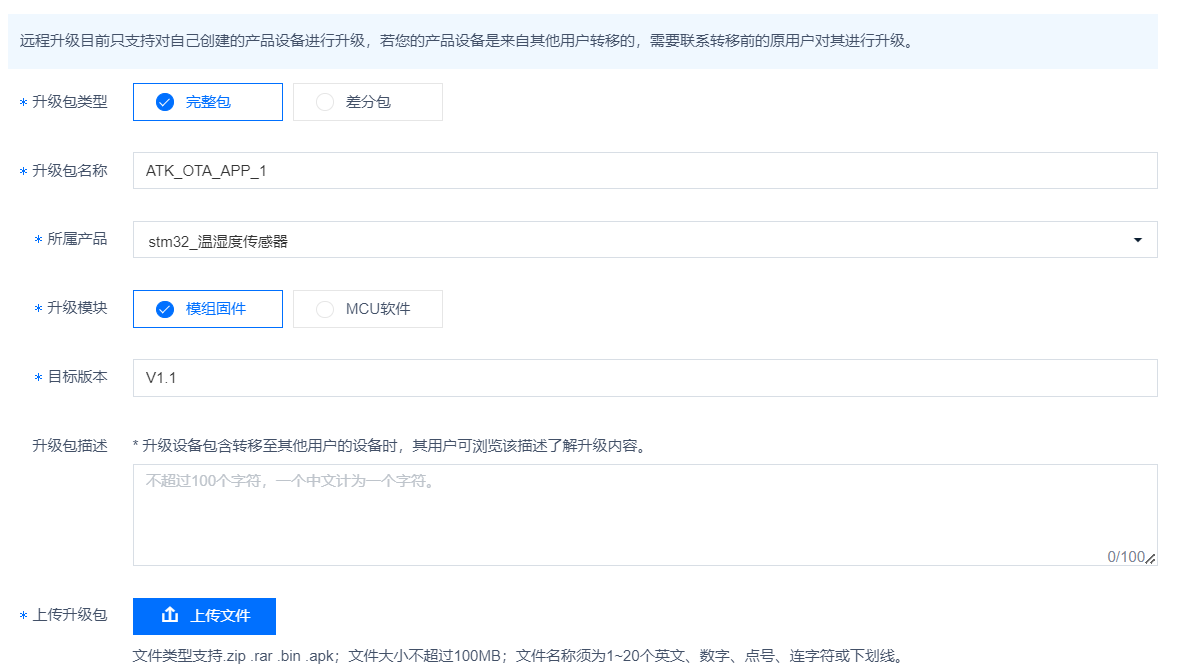 远程升级目前只支持对自己创建的产品设备进行升级，若您的产品设备是来自其他用户转移的，需要联系转移前的原用户对其进行升级。
* 升级包类型 完整包 差分包
* 升级包名称 ATK_OTA_APP_1
* 所属产品 stm32_温湿度传感器
* 升级模块 模组固件 MCU软件
* 目标版本 V1.1
升级包描述 * 升级设备包含转移至其他用户的设备时，其用户可浏览该描述了解升级内容。
不超过100个字符，一个中文计为一个字符。
0/100
* 上传升级包 上传文件
文件类型支持.zip .rar .bin .apk；文件大小不超过100MB；文件名称须为1~20个英文、数字、点号、连字符或下划线。